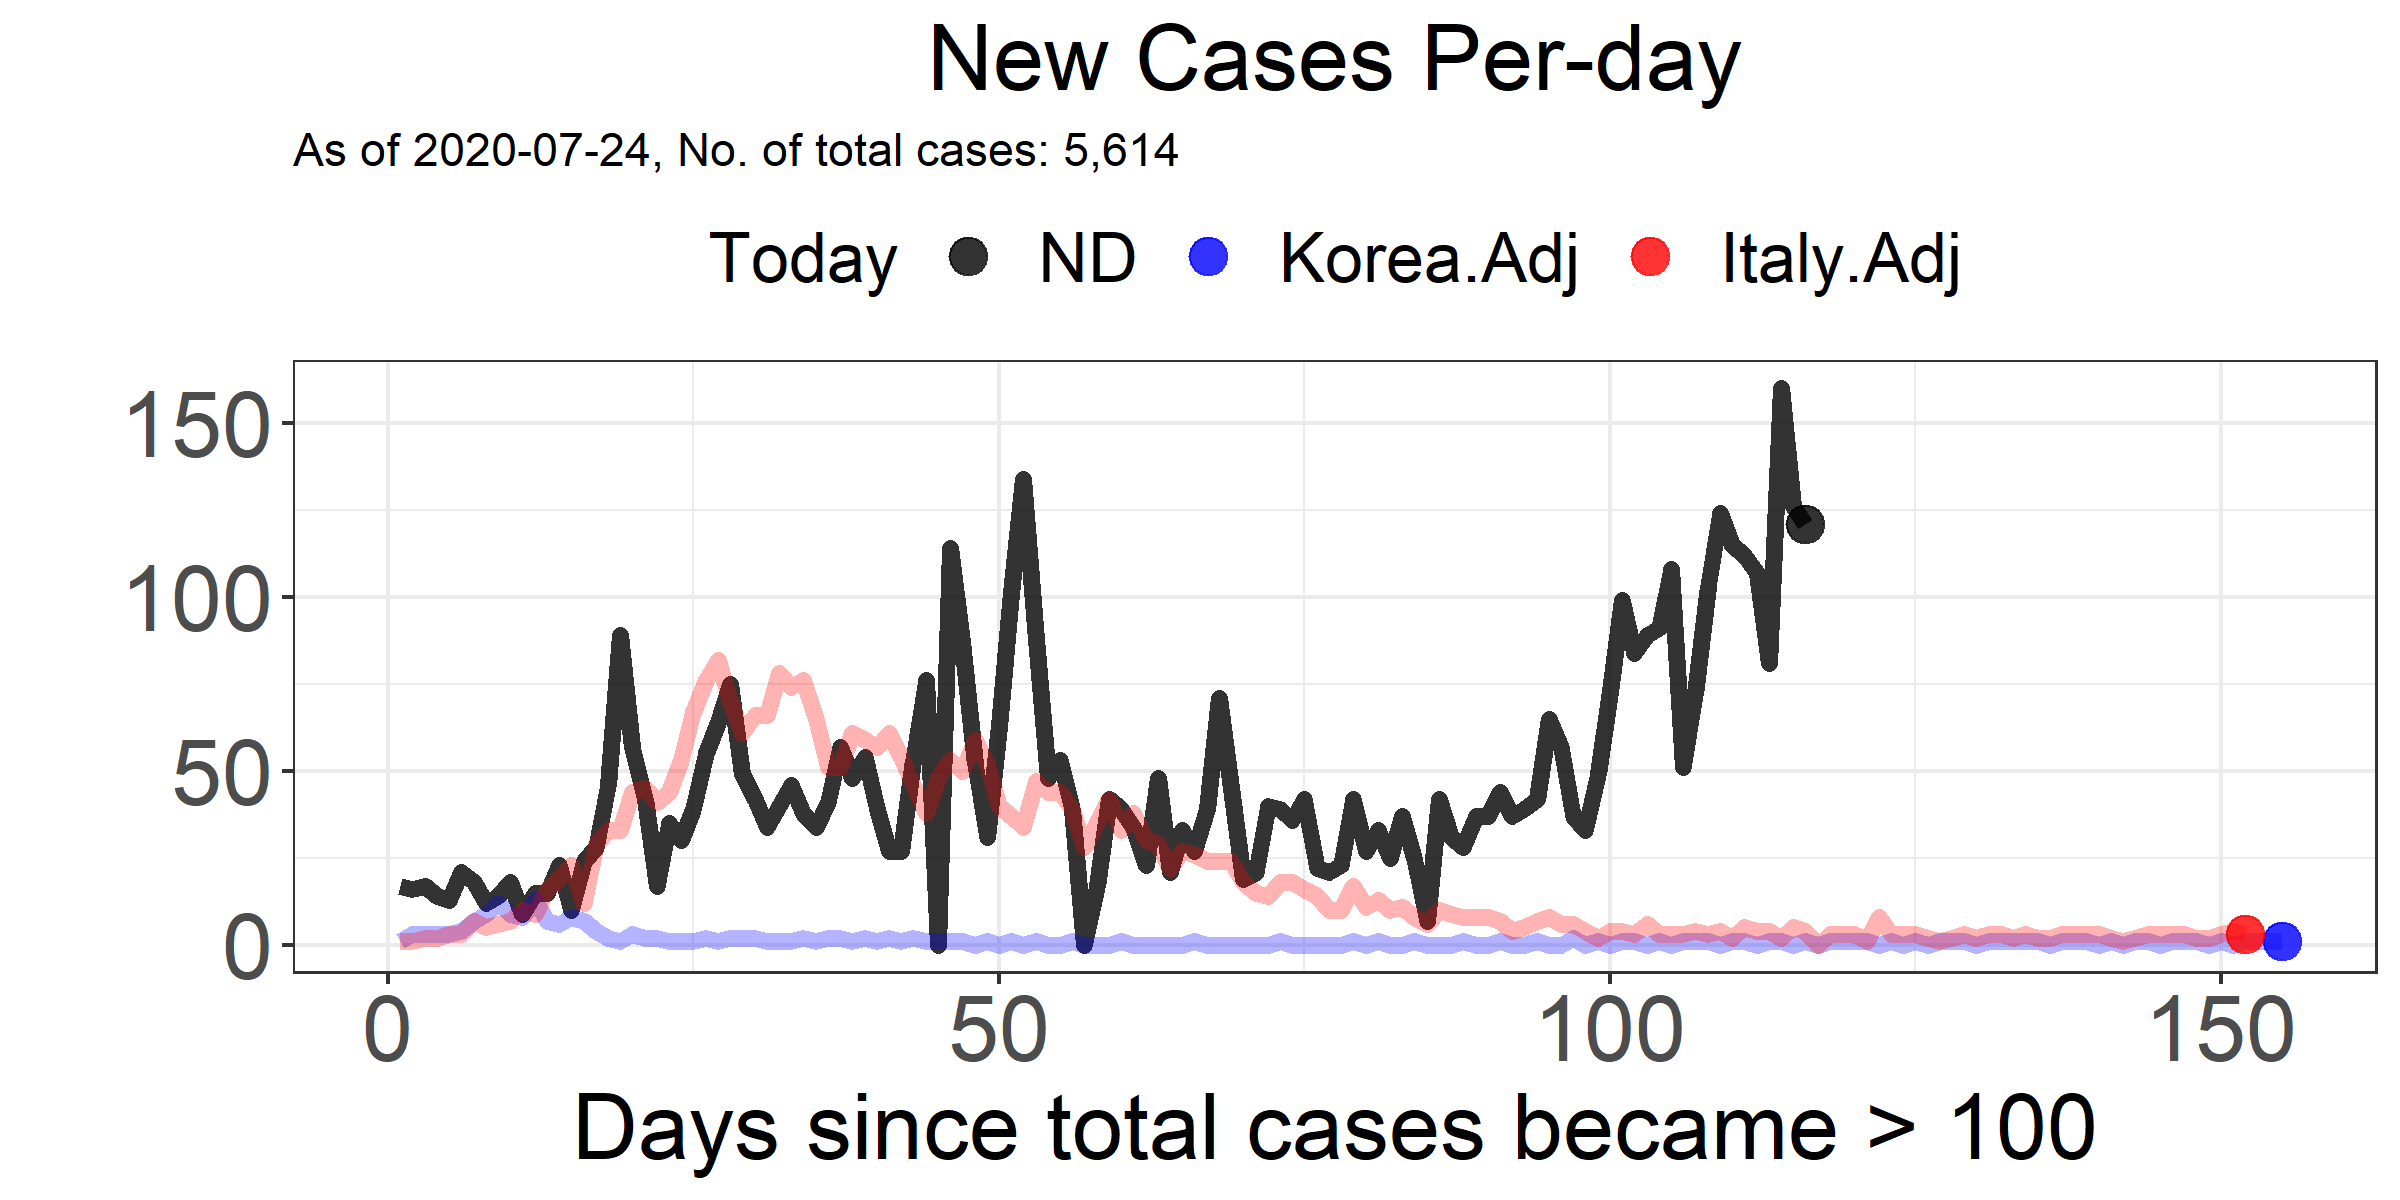 New Cases Per-day
As of 2020-07-24, No. of total cases: 5,614
Today ND Korea.Adj Italy.Adj
150
100
50
0
0 50 100 150
Days since total cases became > 100